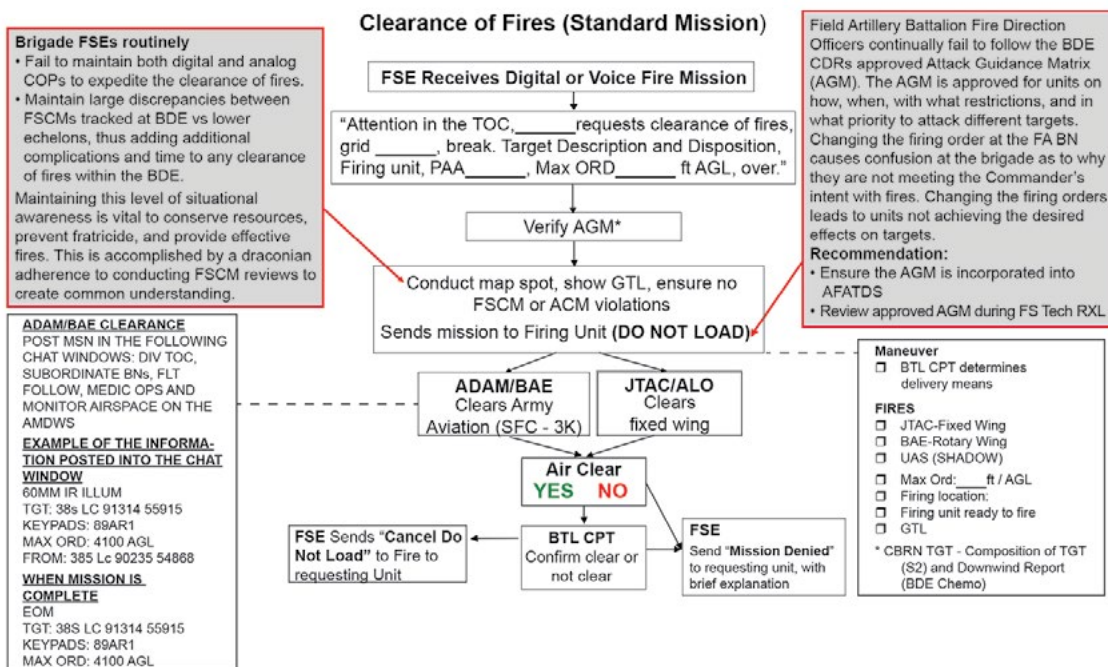 Clearance of Fires (Standard Mission)
Brigade FSEs routinely
• Fail to maintain both digital and analog
COPs to expedite the clearance of fires.
• Maintain large discrepancies between
FSCMs tracked at BDE vs lower
echelons, thus adding additional
complications and time to any clearance
of fires within the BDE.
Maintaining this level of situational
awareness is vital to conserve resources,
prevent fratricide, and provide effective
fires. This is accomplished by a draconian
adherence to conducting FSCM reviews to
create common understanding.
FSE Receives Digital or Voice Fire Mission
“Attention in the TOC,______requests clearance of fires,
grid ______, break. Target Description and Disposition,
Firing unit, PAA______, Max ORD______ ft AGL, over.”
Verify AGM*
Conduct map spot, show GTL, ensure no
FSCM or ACM violations
Sends mission to Firing Unit (DO NOT LOAD)
Field Artillery Battalion Fire Direction
Officers continually fail to follow the BDE
CDRs approved Attack Guidance Matrix
(AGM). The AGM is approved for units on
how, when, with what restrictions, and in
what priority to attack different targets.
Changing the firing order at the FA BN
causes confusion at the brigade as to why
they are not meeting the Commander's
intent with fires. Changing the firing orders
leads to units not achieving the desired
effects on targets.
Recommendation:
• Ensure the AGM is incorporated into
AFATDS
• Review approved AGM during FS Tech RXL
ADAM/BAE CLEARANCE
POST MSN IN THE FOLLOWING
CHAT WINDOWS: DIV TOC,
SUBORDINATE BNs, FLT
FOLLOW, MEDIC OPS AND
MONITOR AIRSPACE ON THE
AMDWS
EXAMPLE OF THE INFORMA-
TION POSTED INTO THE CHAT
WINDOW
60MM IR ILLUM
TGT: 38s LC 91314 55915
KEYPADS: 89AR1
MAX ORD: 4100 AGL
FROM: 385 Lc 90235 54868
WHEN MISSION IS
COMPLETE
EOM
TGT: 38S LC 91314 55915
KEYPADS: 89AR1
MAX ORD: 4100 AGL
ADAM/BAE
Clears Army
Aviation (SFC - 3K)
JTAC/ALO
Clears
fixed wing
Air Clear
YES NO
FSE Sends “Cancel Do
Not Load” to Fire to
requesting Unit
BTL CPT
Confirm clear or
not clear
FSE
Send “Mission Denied”
to requesting unit, with
brief explanation
Maneuver
☐ BTL CPT determines
delivery means
FIRES
☐ JTAC-Fixed Wing
☐ BAE-Rotary Wing
☐ UAS (SHADOW)
☐ Max Ord:____ft / AGL
☐ Firing location:
☐ Firing unit ready to fire
☐ GTL
* CBRN TGT - Composition of TGT
(S2) and Downwind Report
(BDE Chemo)